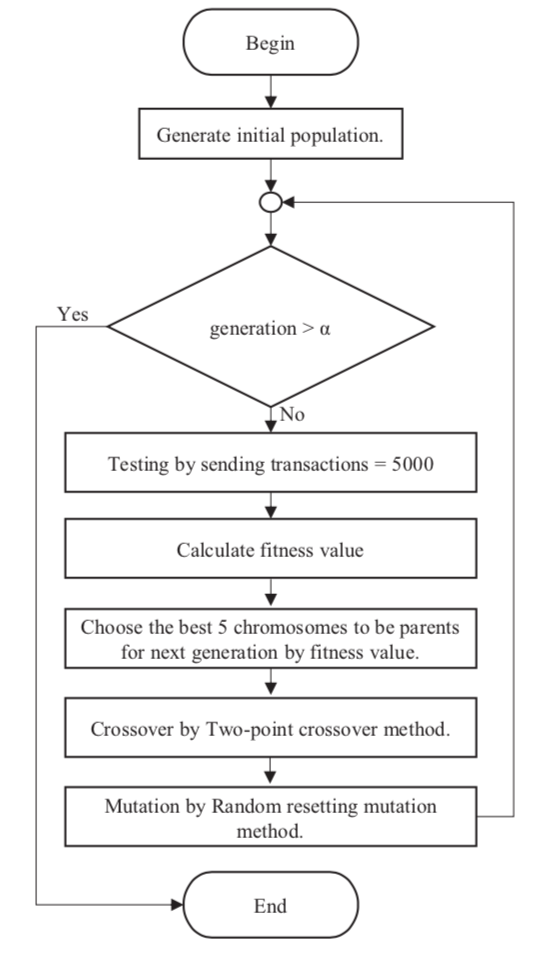 Begin
Generate initial population.
generation > α
Yes
No
Testing by sending transactions = 5000
Calculate fitness value
Choose the best 5 chromosomes to be parents
for next generation by fitness value.
Crossover by Two-point crossover method.
Mutation by Random resetting mutation
method.
End